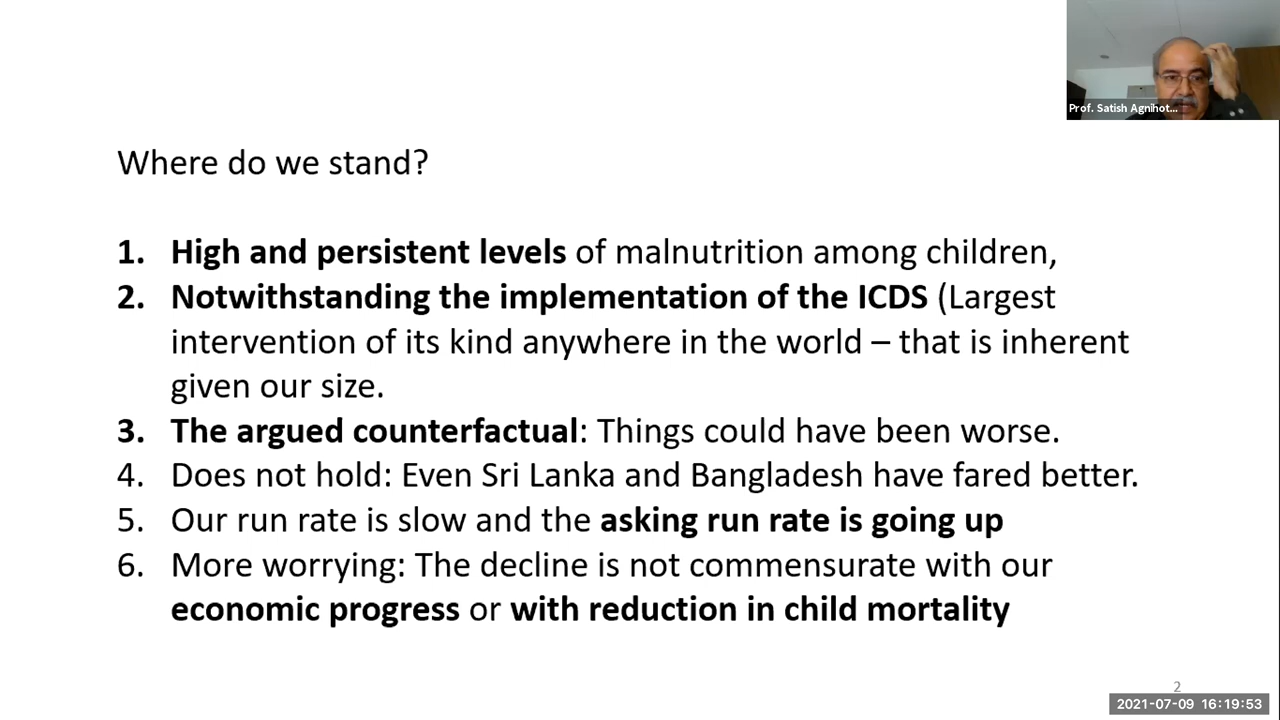 Prof. Satish Agnihot...
Where do we stand?
1. High and persistent levels of malnutrition among children,
2. Notwithstanding the implementation of the ICDS (Largest
intervention of its kind anywhere in the world – that is inherent
given our size.
3. The argued counterfactual: Things could have been worse.
4. Does not hold: Even Sri Lanka and Bangladesh have fared better.
5. Our run rate is slow and the asking run rate is going up
6. More worrying: The decline is not commensurate with our
economic progress or with reduction in child mortality
2
2021-07-09 16:19:53